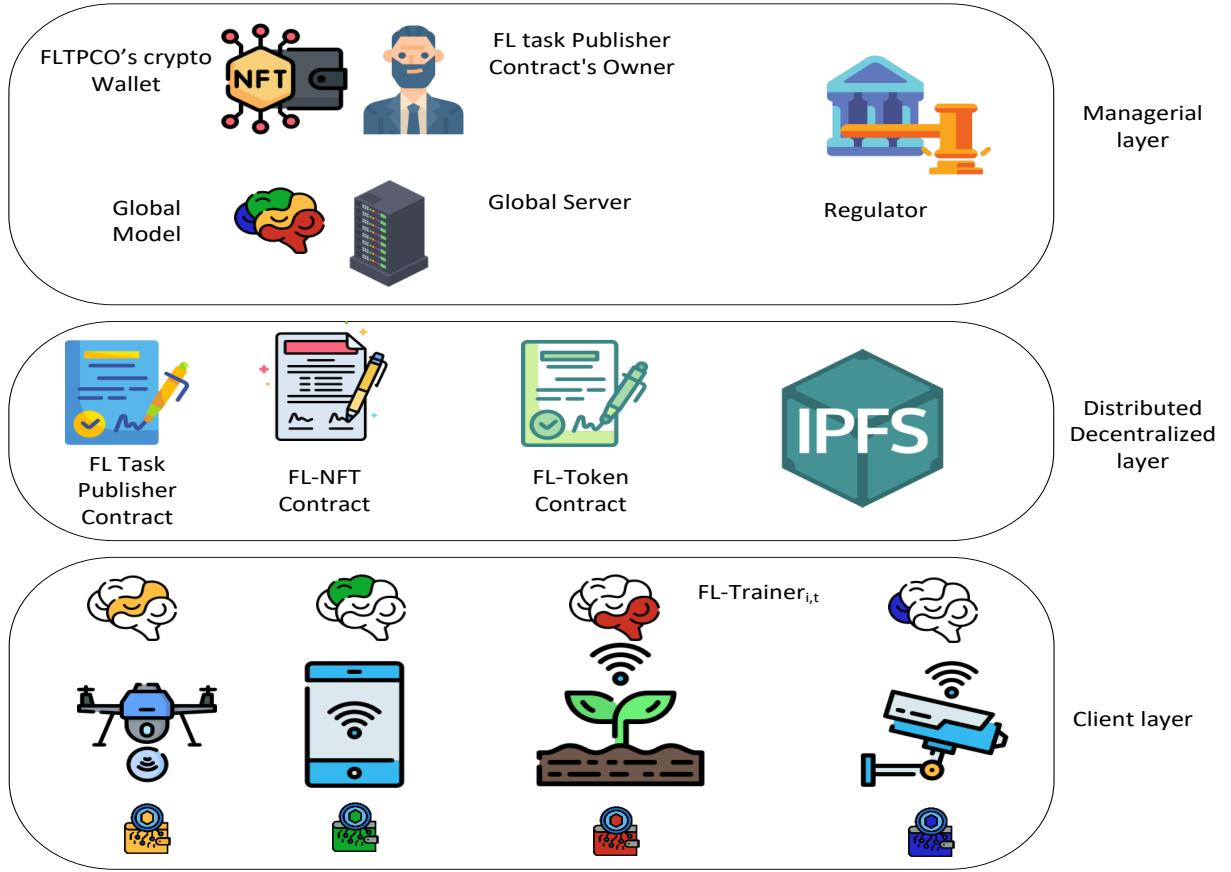 FLTPCO's crypto
Wallet
NFT
FL task Publisher
Contract's Owner
Managerial
layer
Global
Model
Global Server
Regulator
IPFS
FL Task
Publisher
Contract
FL-NFT
Contract
FL-Token
Contract
Distributed
Decentralized
layer
FL-Traineri,t
Client layer